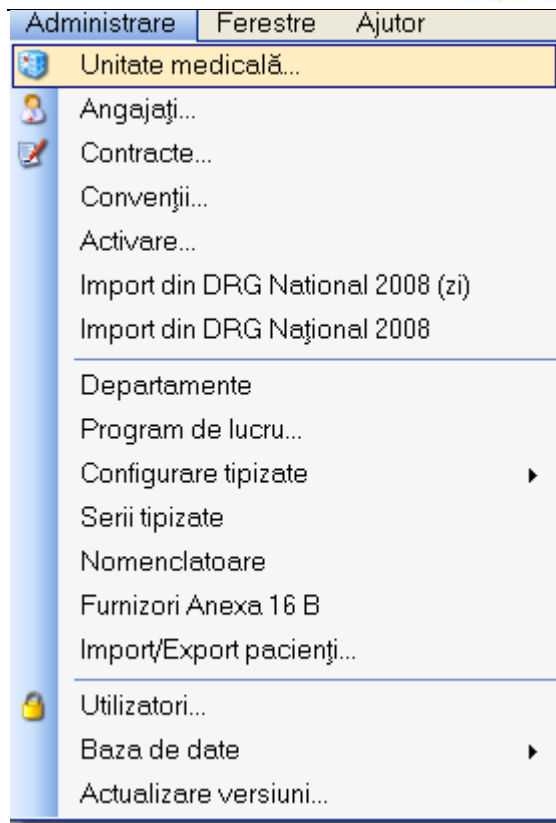 Administrare Ferestre Ajutor
Unitate medicală...
Angajaţi...
Contracte...
Convenţii...
Activare...
Import din DRG National 2008 (zi)
Import din DRG Naţional 2008
Departamente
Program de lucru...
Configurare tipizate
Serii tipizate
Nomenclatoare
Furnizori Anexa 16 B
Import/Export pacienţi...
Utilizatori...
Baza de date
Actualizare versiuni...